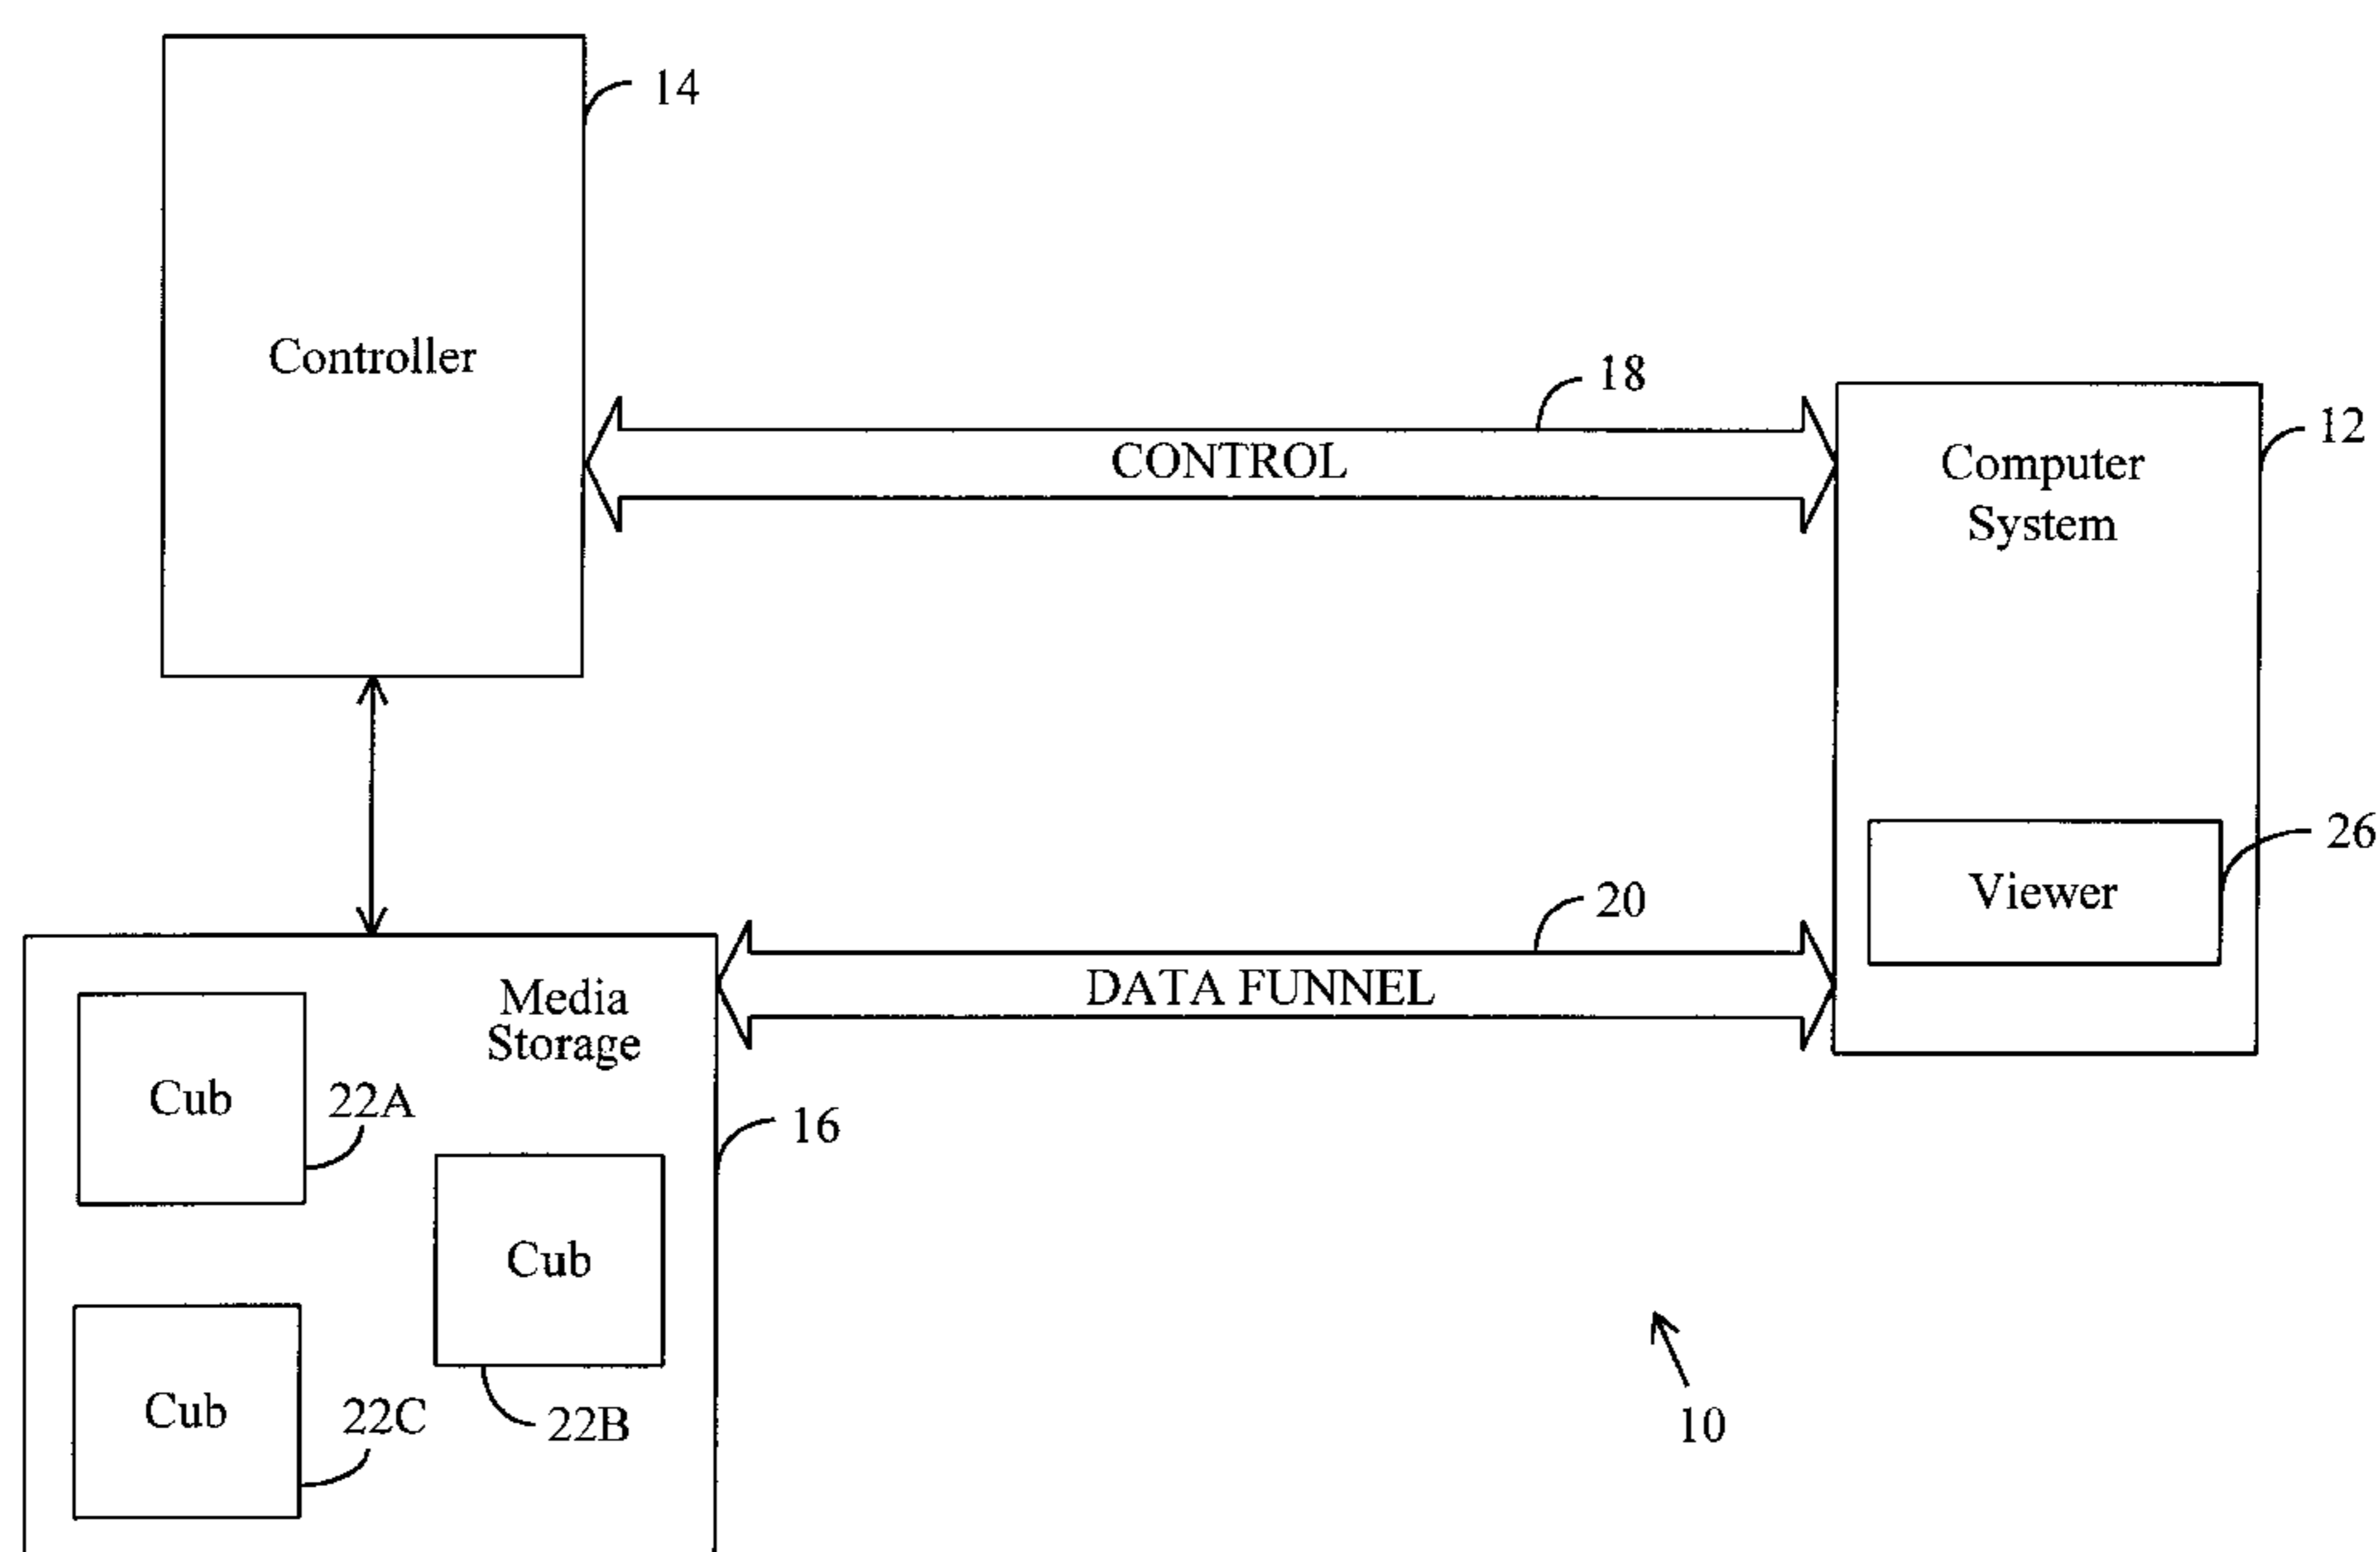 14
Controller
18
CONTROL
12
Computer
System
26
Viewer
20
DATA FUNNEL
Media
Storage
Cub
22A
16
Cub
22B
Cub
22C
10